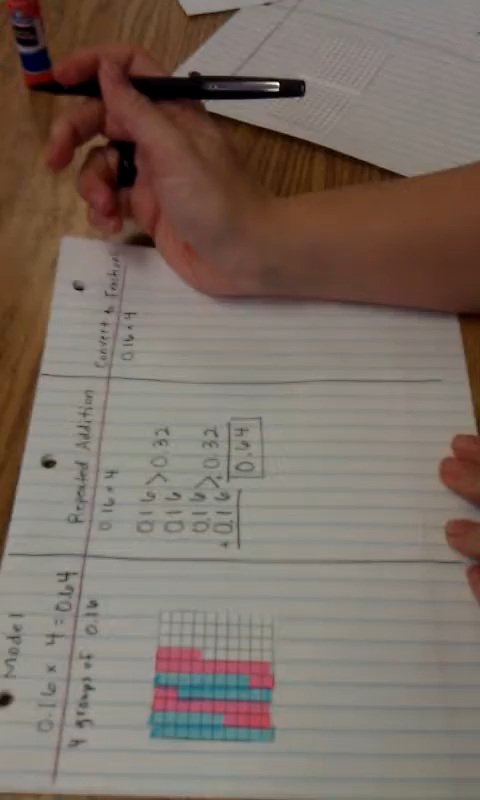 Model
0.16 x 4 = 0.64
4 groups of 0.16
Repeated Addition
0.16 x 4
0.16
0.16 > 0.32
0.16
+ 0.16 > 0.32
0.64
Convert to Fraction
0.16 x 4